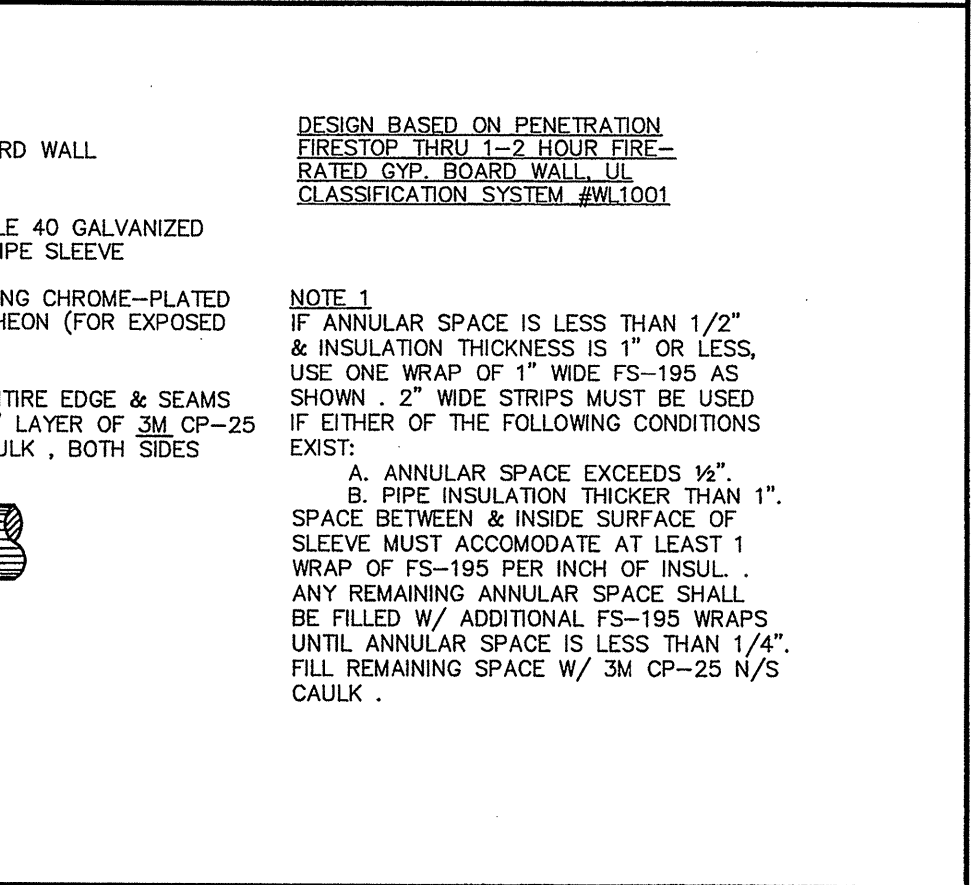 RD WALL
LE 40 GALVANIZED
IPE SLEEVE
NG CHROME-PLATED
HEON (FOR EXPOSED
TIRE EDGE & SEAMS
LAYER OF 3M CP-25
ULK , BOTH SIDES
DESIGN BASED ON PENETRATION
FIRESTOP THRU 1-2 HOUR FIRE-
RATED GYP. BOARD WALL, UL
CLASSIFICATION SYSTEM #WL1001
NOTE 1
IF ANNULAR SPACE IS LESS THAN 1/2"
& INSULATION THICKNESS IS 1" OR LESS,
USE ONE WRAP OF 1" WIDE FS-195 AS
SHOWN . 2" WIDE STRIPS MUST BE USED
IF EITHER OF THE FOLLOWING CONDITIONS
EXIST:
A. ANNULAR SPACE EXCEEDS ½".
B. PIPE INSULATION THICKER THAN 1".
SPACE BETWEEN & INSIDE SURFACE OF
SLEEVE MUST ACCOMODATE AT LEAST 1
WRAP OF FS-195 PER INCH OF INSUL. .
ANY REMAINING ANNULAR SPACE SHALL
BE FILLED W/ ADDITIONAL FS-195 WRAPS
UNTIL ANNULAR SPACE IS LESS THAN 1/4".
FILL REMAINING SPACE W/ 3M CP-25 N/S
CAULK .